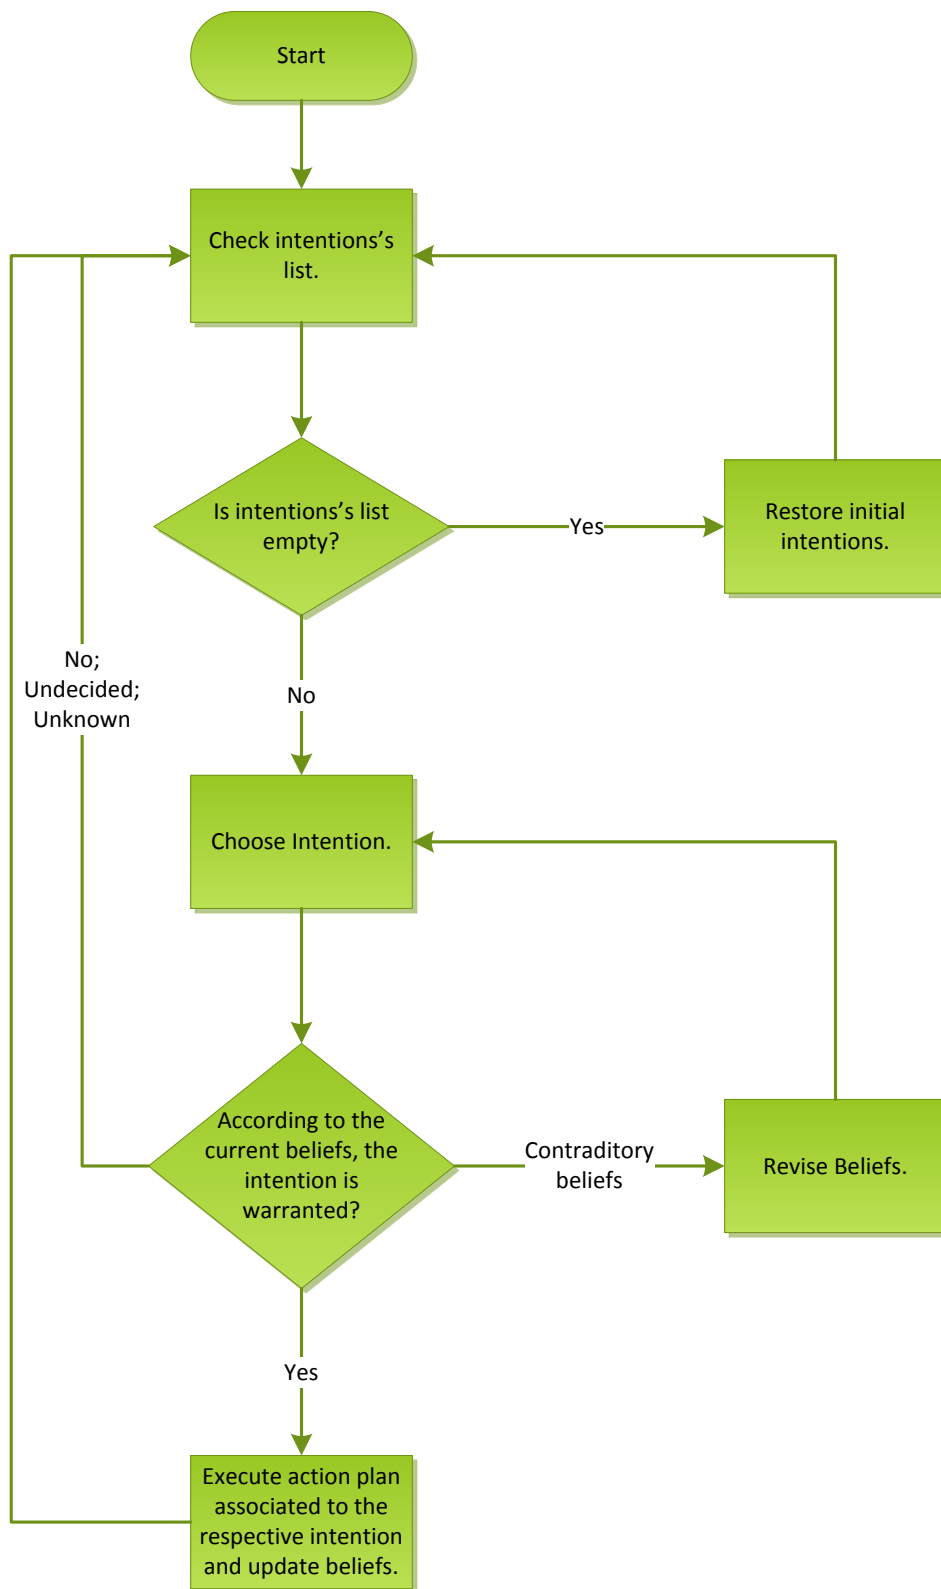 Start
Check intentions's
list.
Is intentions's list
empty?
Yes
Restore initial
intentions.
No;
Undecided;
Unknown
No
Choose Intention.
According to the
current beliefs, the
intention is
warranted?
Contraditory
beliefs
Revise Beliefs.
Yes
Execute action plan
associated to the
respective intention
and update beliefs.